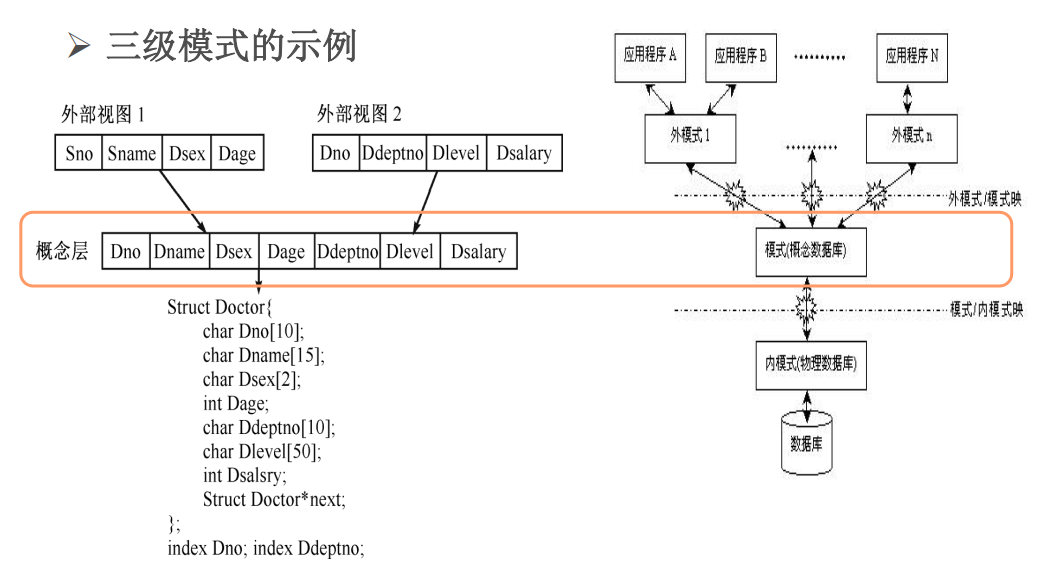 ➢ 三级模式的示例
外部视图 1
Sno Sname Dsex Dage
外部视图 2
Dno Ddeptno Dlevel Dsalary
概念层
Dno Dname Dsex Dage Ddeptno Dlevel Dsalary
Struct Doctor{
char Dno[10];
char Dname[15];
char Dsex[2];
int Dage;
char Ddeptno[10];
char Dlevel[50];
int Dsalsry;
Struct Doctor*next;
};
index Dno; index Ddeptno;
应用程序 A
应用程序 B
..........
应用程序 N
外模式 1
..........
外模式 n
外模式/模式映
模式(概念数据库)
模式/内模式映
内模式(物理数据库)
数据库